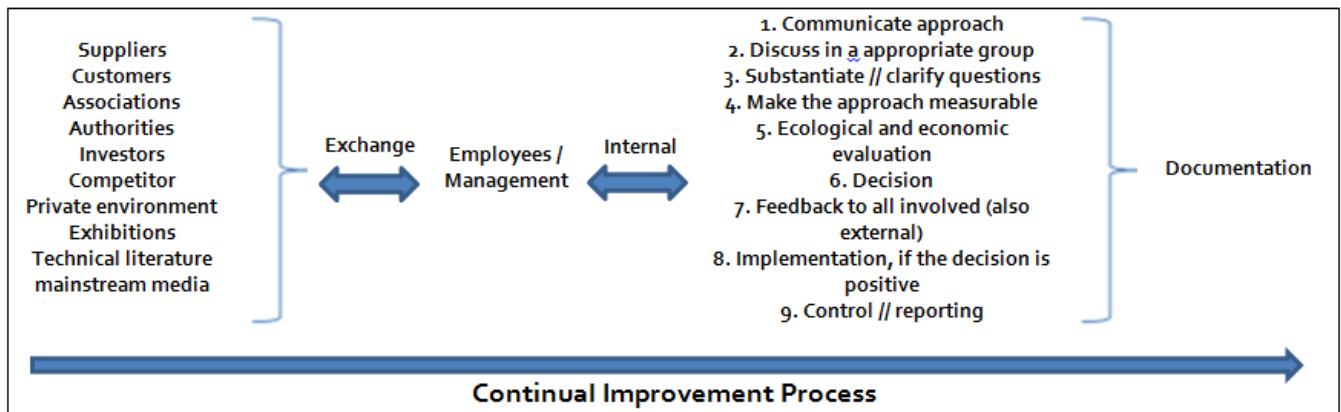 Suppliers
Customers
Associations
Authorities
Investors
Competitor
Private environment
Exhibitions
Technical literature
mainstream media
Exchange
Employees /
Management
Internal
1. Communicate approach
2. Discuss in a appropriate group
3. Substantiate // clarify questions
4. Make the approach measurable
5. Ecological and economic
evaluation
6. Decision
7. Feedback to all involved (also
external)
8. Implementation, if the decision is
positive
9. Control // reporting
Documentation
Continual Improvement Process